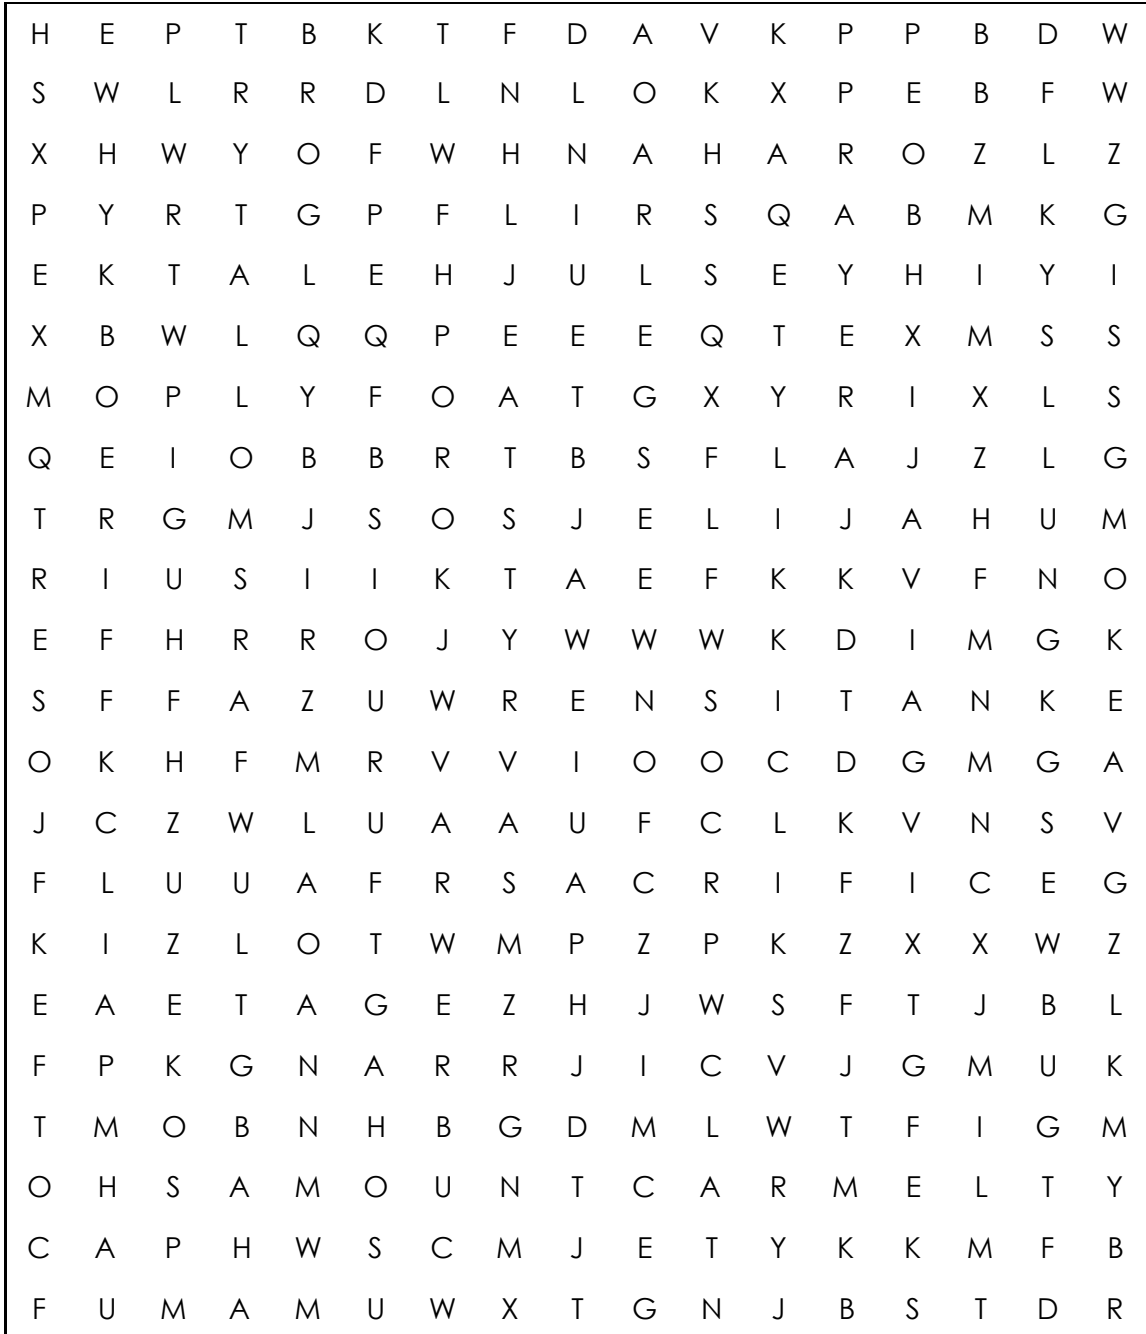 H E P T B K T F D A V K P P B D W
S W L R R D L N L O K X P E B F W
X H W Y O F W H N A H A R O Z L Z
P Y R T G P F L I R S Q A B M K G
E K T A L E H J U L S E Y H I Y I
X B W L Q Q P E E E Q T E X M S S
M O P L Y F O A T G X Y R I X L S
Q E I O B B R T B S F L A J Z L G
T R G M J S O S J E L I J A H U M
R I U S I I K T A E F K K V F N O
E F H R R O J Y W W W K D I M G K
S F F A Z U W R E N S I T A N K E
O K H F M R V V I O O C D G M G A
J C Z W L U A A U F C L K V N S V
F L U U A F R S A C R I F I C E G
K I Z L O T W M P Z P K Z X X W Z
E A E T A G E Z H J W S F T J B L
F P K G N A R R J I C V J G M U K
T M O B N H B G D M L W T F I G M
O H S A M O U N T C A R M E L T Y
C A P H W S C M J E T Y K K M F B
F U M A M U W X T G N J B S T D R